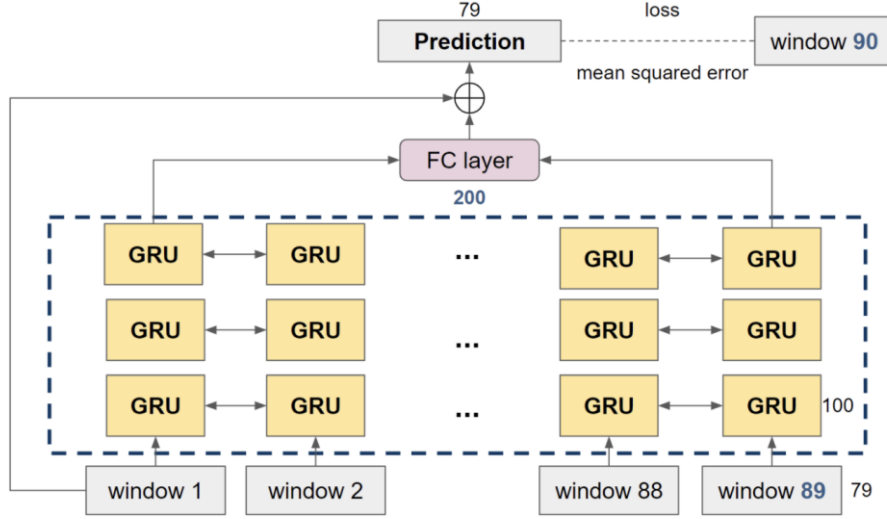 79
loss
Prediction
window 90
mean squared error
FC layer
200
GRU GRU ... GRU GRU
GRU GRU ... GRU GRU
GRU GRU ... GRU GRU 100
window 1 window 2 window 88 window 89 79